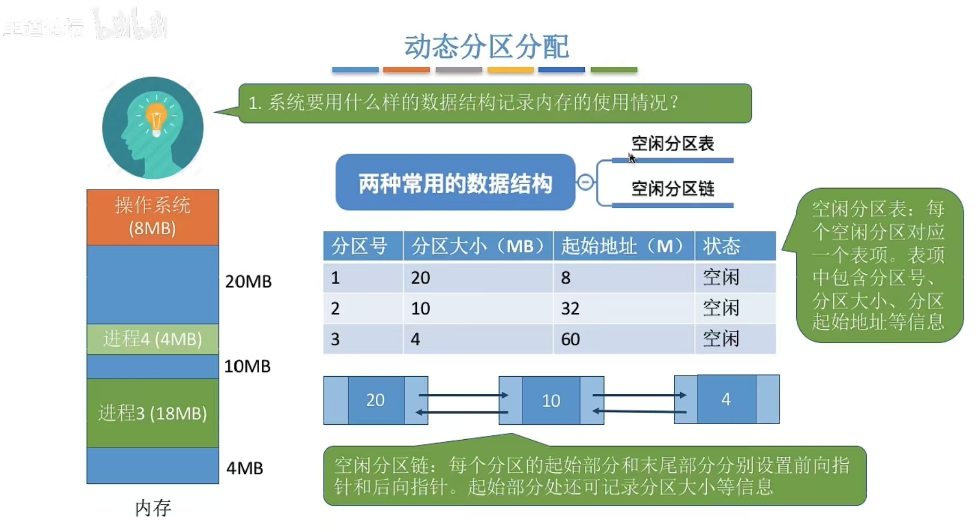 动态分区分配
1. 系统要用什么样的数据结构记录内存的使用情况？
两种常用的数据结构
空闲分区表
空闲分区链
操作系统
(8MB)
20MB
进程4 (4MB)
10MB
进程3 (18MB)
4MB
内存
分区号 分区大小（MB） 起始地址（M） 状态
1 20 8 空闲
2 10 32 空闲
3 4 60 空闲
空闲分区表：每
个空闲分区对应
一个表项。表项
中包含分区号、
分区大小、分区
起始地址等信息
20 10 4
空闲分区链：每个分区的起始部分和末尾部分分别设置前向指
针和后向指针。起始部分处还可记录分区大小等信息